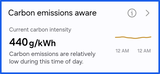 Carbon emissions aware
Current carbon intensity
440 g/kWh
Carbon emissions are relatively
low during this time of day.
12 AM 12 AM